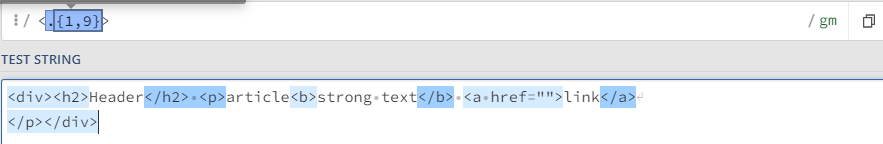 ⋮ / <.{1,9}> / gm
TEST STRING
<div><h2>Header</h2>·<p>article<b>strong·text</b>·<a·href="">link</a>↵
</p></div>